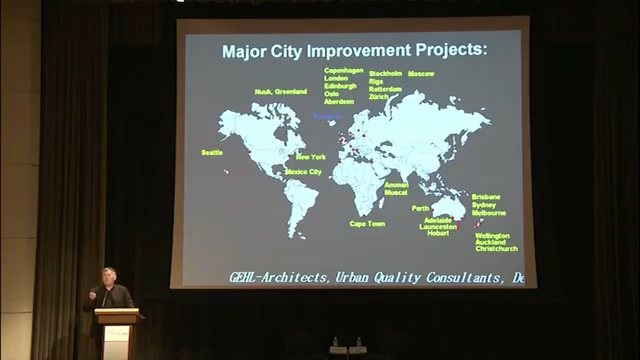 Major City Improvement Projects:
Copenhagen
London
Edinburgh
Oslo
Aberdeen
Stockholm
Riga
Rotterdam
Zürich
Moscow
Nuuk, Greenland
Seattle
New York
Mexico City
Amman
Muscat
Cape Town
Perth
Adelaide
Launceston
Hobart
Brisbane
Sydney
Melbourne
Wellington
Auckland
Christchurch
GEHL-Architects, Urban Quality Consultants, De